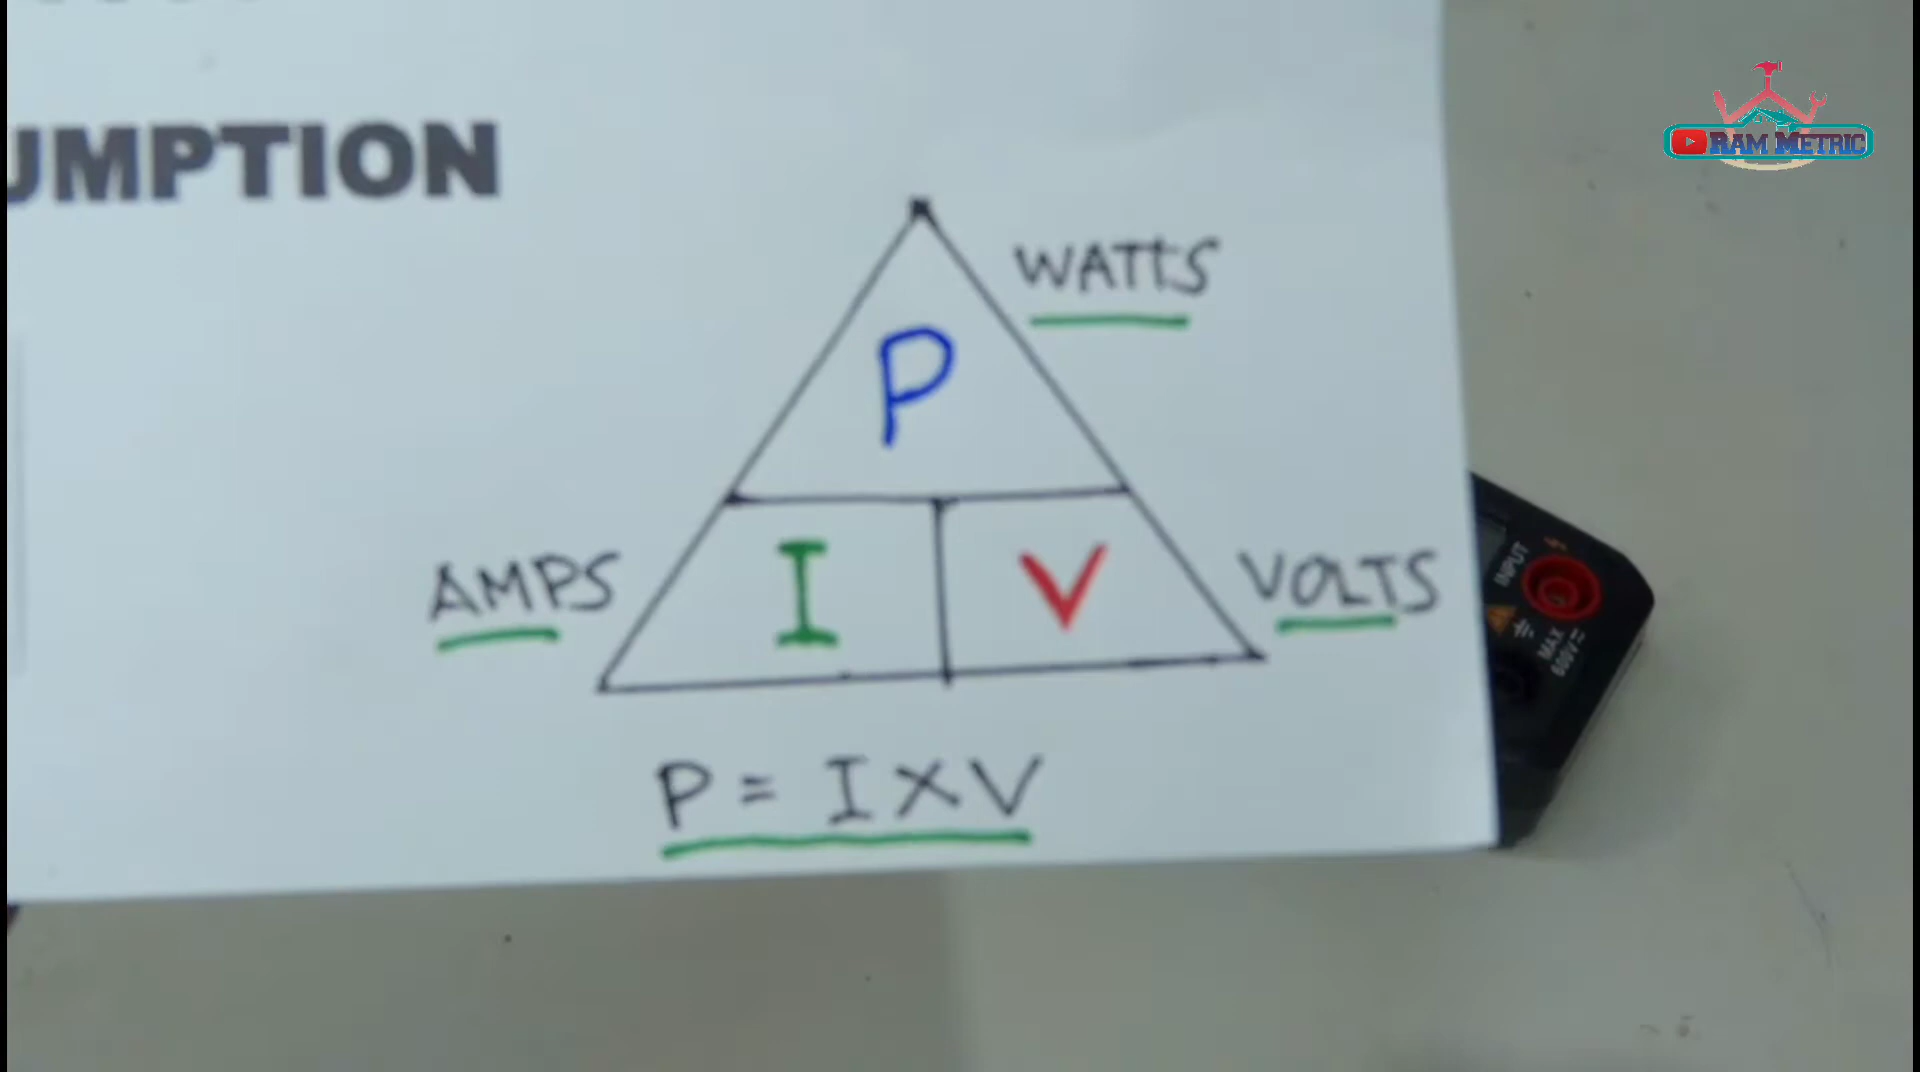 UMPTION
WATTS
P
AMPS
I
V
VOLTS
P = I X V
RAM METRIC
INPUT
MAX
600V